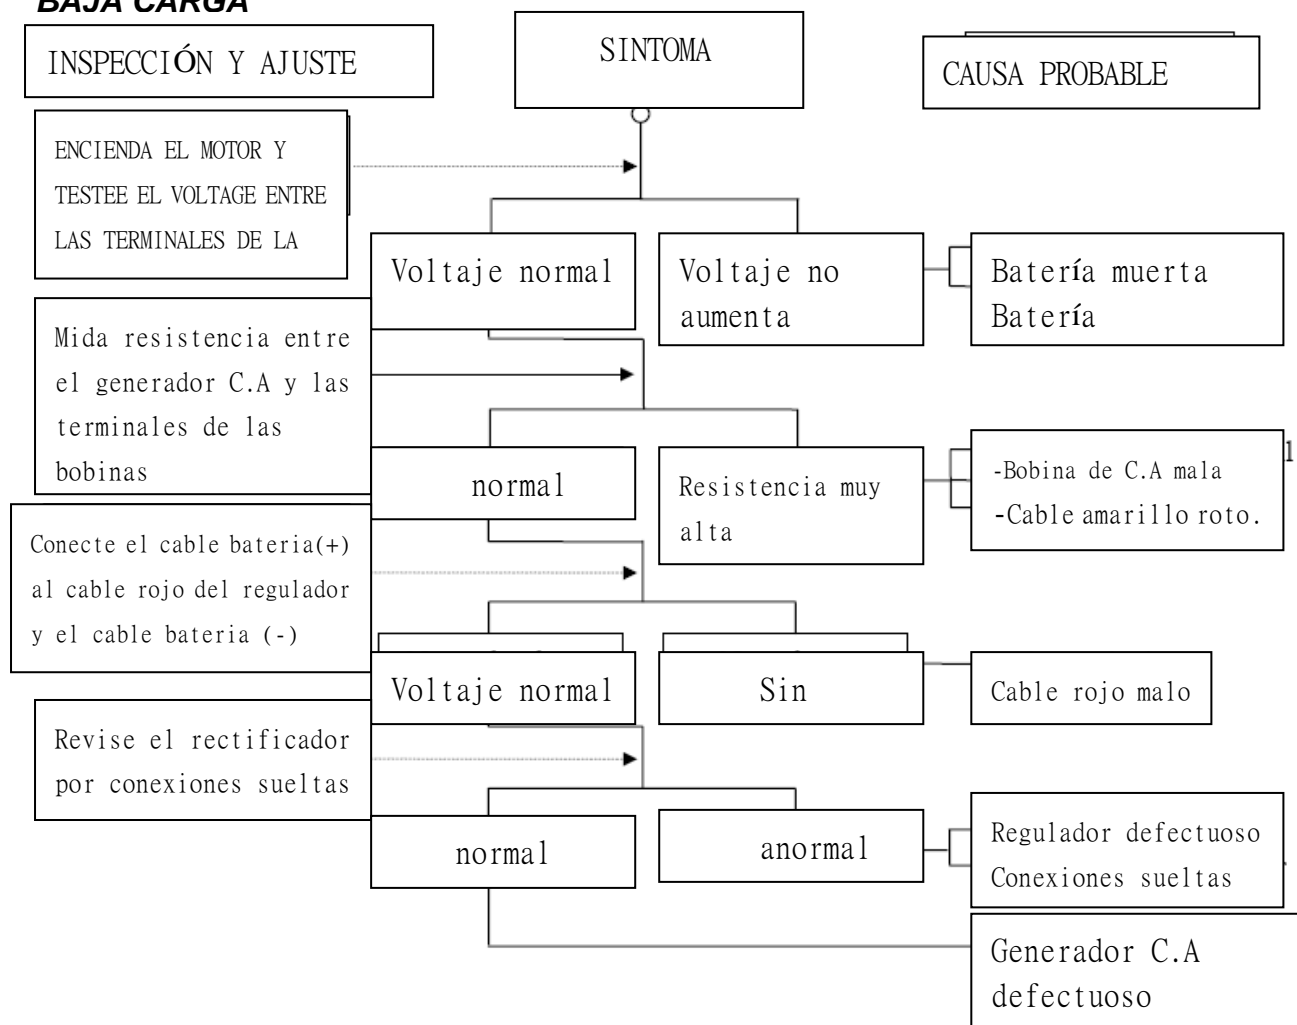 BAJA CARGA
INSPECCIÓN Y AJUSTE
SINTOMA
CAUSA PROBABLE
ENCIENDA EL MOTOR Y
TESTEE EL VOLTAGE ENTRE
LAS TERMINALES DE LA
Voltaje normal
Voltaje no
aumenta
Batería muerta
Batería
Mida resistencia entre
el generador C.A y las
terminales de las
bobinas
normal
Resistencia muy
alta
-Bobina de C.A mala
-Cable amarillo roto.
Conecte el cable bateria(+)
al cable rojo del regulador
y el cable bateria (-)
Voltaje normal
Sin
Cable rojo malo
Revise el rectificador
por conexiones sueltas
normal
anormal
Regulador defectuoso
Conexiones sueltas
Generador C.A
defectuoso